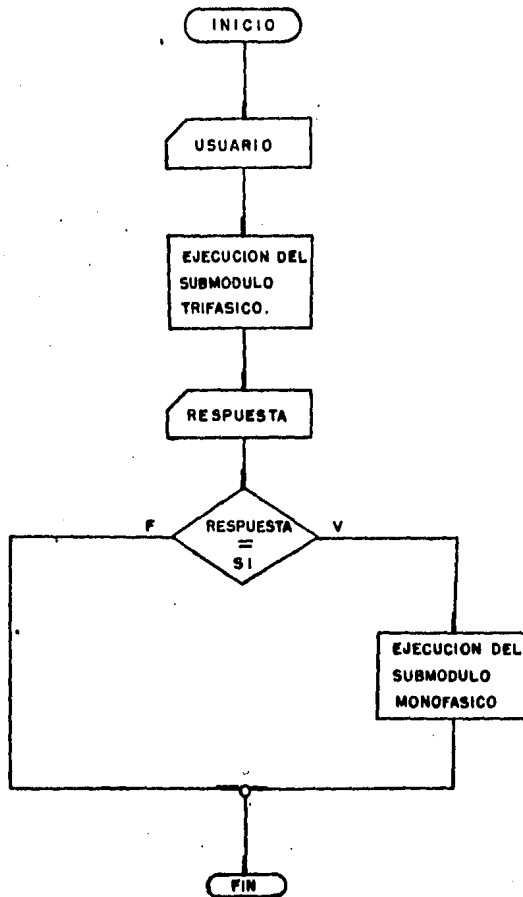 INICIO
USUARIO
EJECUCION DEL
SUBMODULO
TRIFASICO.
RESPUESTA
F
RESPUESTA
=
SI
V
EJECUCION DEL
SUBMODULO
MONOFASICO
FIN